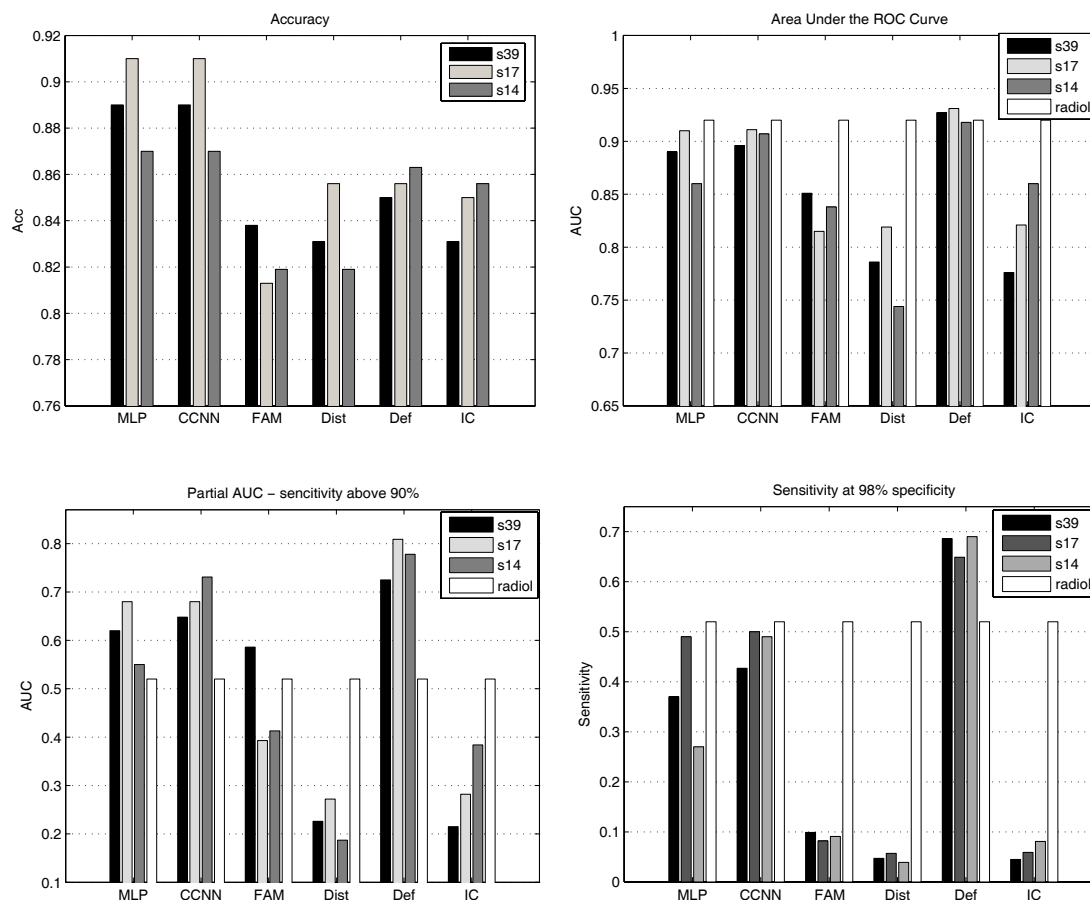 Accuracy
0.92
0.9
0.88
0.86
0.84
0.82
0.8
0.78
0.76
Acc
s39
s17
s14
MLP CCNN FAM Dist Def IC
Area Under the ROC Curve
1
0.95
0.9
0.85
0.8
0.75
0.7
0.65
AUC
s39
s17
s14
radiol
MLP CCNN FAM Dist Def IC
Partial AUC − sencitivity above 90%
0.8
0.7
0.6
0.5
0.4
0.3
0.2
0.1
AUC
s39
s17
s14
radiol
MLP CCNN FAM Dist Def IC
Sensitivity at 98% specificity
0.7
0.6
0.5
0.4
0.3
0.2
0.1
0
Sensitivity
s39
s17
s14
radiol
MLP CCNN FAM Dist Def IC